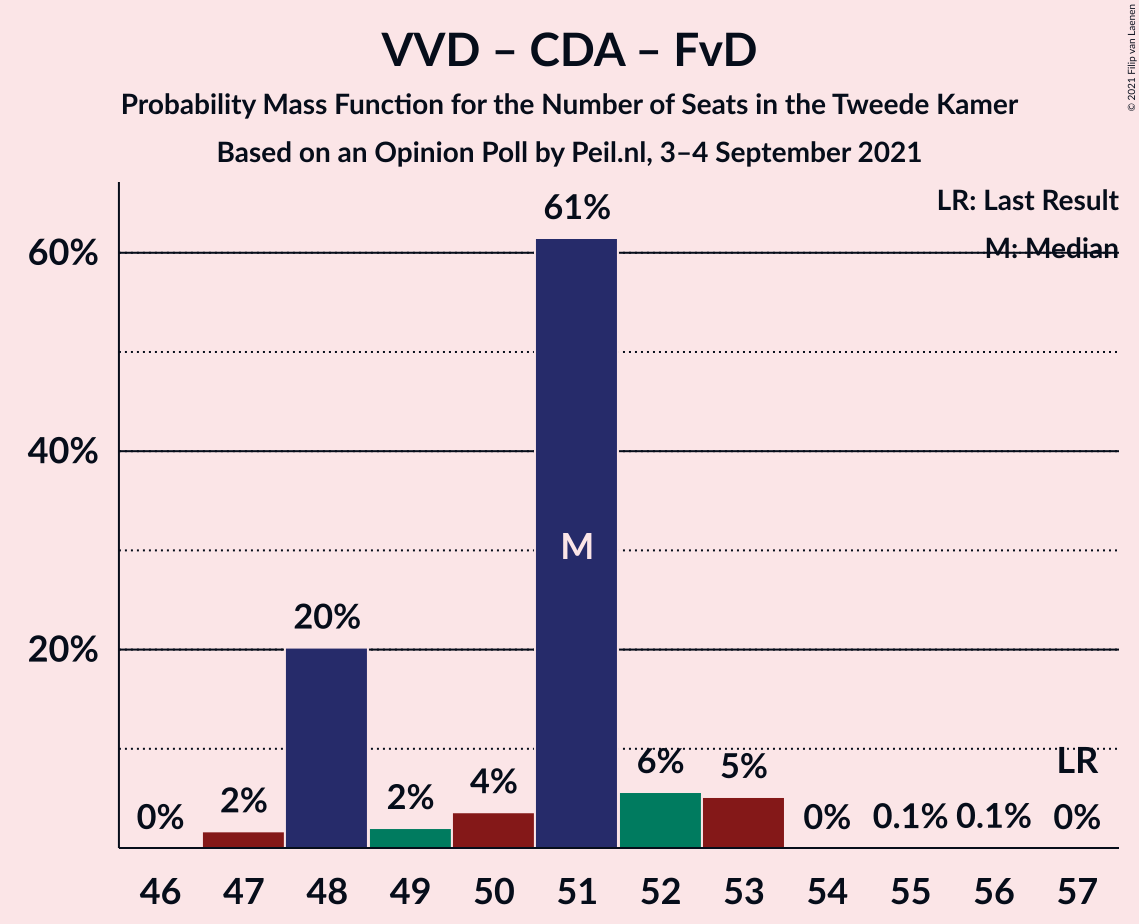 VVD – CDA – FvD
Probability Mass Function for the Number of Seats in the Tweede Kamer
Based on an Opinion Poll by Peil.nl, 3–4 September 2021
© 2021 Filip van Laenen
LR: Last Result
M: Median
60%
40%
20%
0%
2%
20%
2%
4%
61%
M
6%
5%
0%
0.1%
0.1%
LR
0%
46 47 48 49 50 51 52 53 54 55 56 57